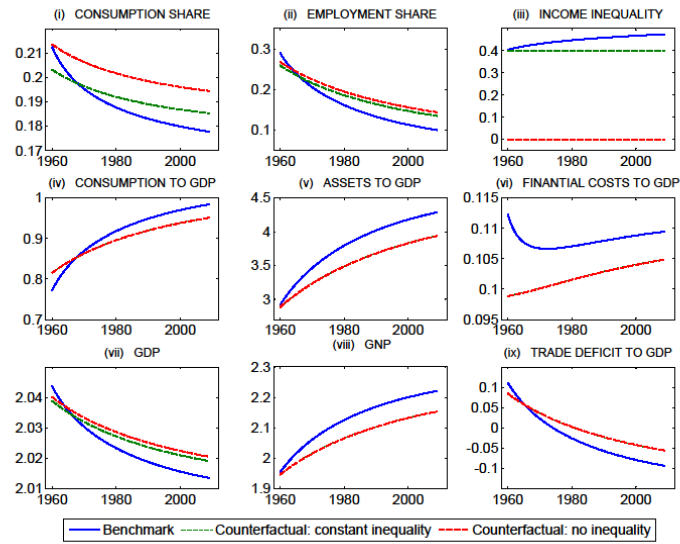 (i) CONSUMPTION SHARE
0.21
0.2
0.19
0.18
0.17
1960 1980 2000
(ii) EMPLOYMENT SHARE
0.3
0.2
0.1
1960 1980 2000
(iii) INCOME INEQUALITY
0.4
0.4
0.3
0.2
0.1
0
1960 1980 2000
(iv) CONSUMPTION TO GDP
1
0.9
0.8
0.7
1960 1980 2000
(v) ASSETS TO GDP
4.5
4
3.5
3
1960 1980 2000
(vi) FINANTIAL COSTS TO GDP
0.115
0.11
0.105
0.1
0.095
1960 1980 2000
(vii) GDP
2.04
2.03
2.02
2.01
1960 1980 2000
(viii) GNP
2.3
2.2
2.1
2
1.9
1960 1980 2000
(ix) TRADE DEFICIT TO GDP
0.1
0.05
0
-0.05
-0.1
1960 1980 2000
Benchmark Counterfactual: constant inequality Counterfactual: no inequality